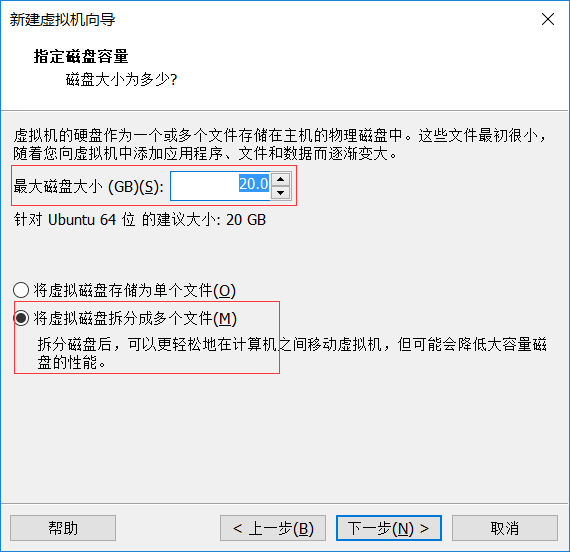 新建虚拟机向导
指定磁盘容量
磁盘大小为多少?
虚拟机的硬盘作为一个或多个文件存储在主机的物理磁盘中。这些文件最初很小，
随着您向虚拟机中添加应用程序、文件和数据而逐渐变大。
最大磁盘大小 (GB)(S): 20.0
针对 Ubuntu 64 位 的建议大小: 20 GB
将虚拟磁盘存储为单个文件(O)
将虚拟磁盘拆分成多个文件(M)
拆分磁盘后，可以更轻松地在计算机之间移动虚拟机，但可能会降低大容量磁
盘的性能。
帮助 < 上一步(B) 下一步(N) > 取消